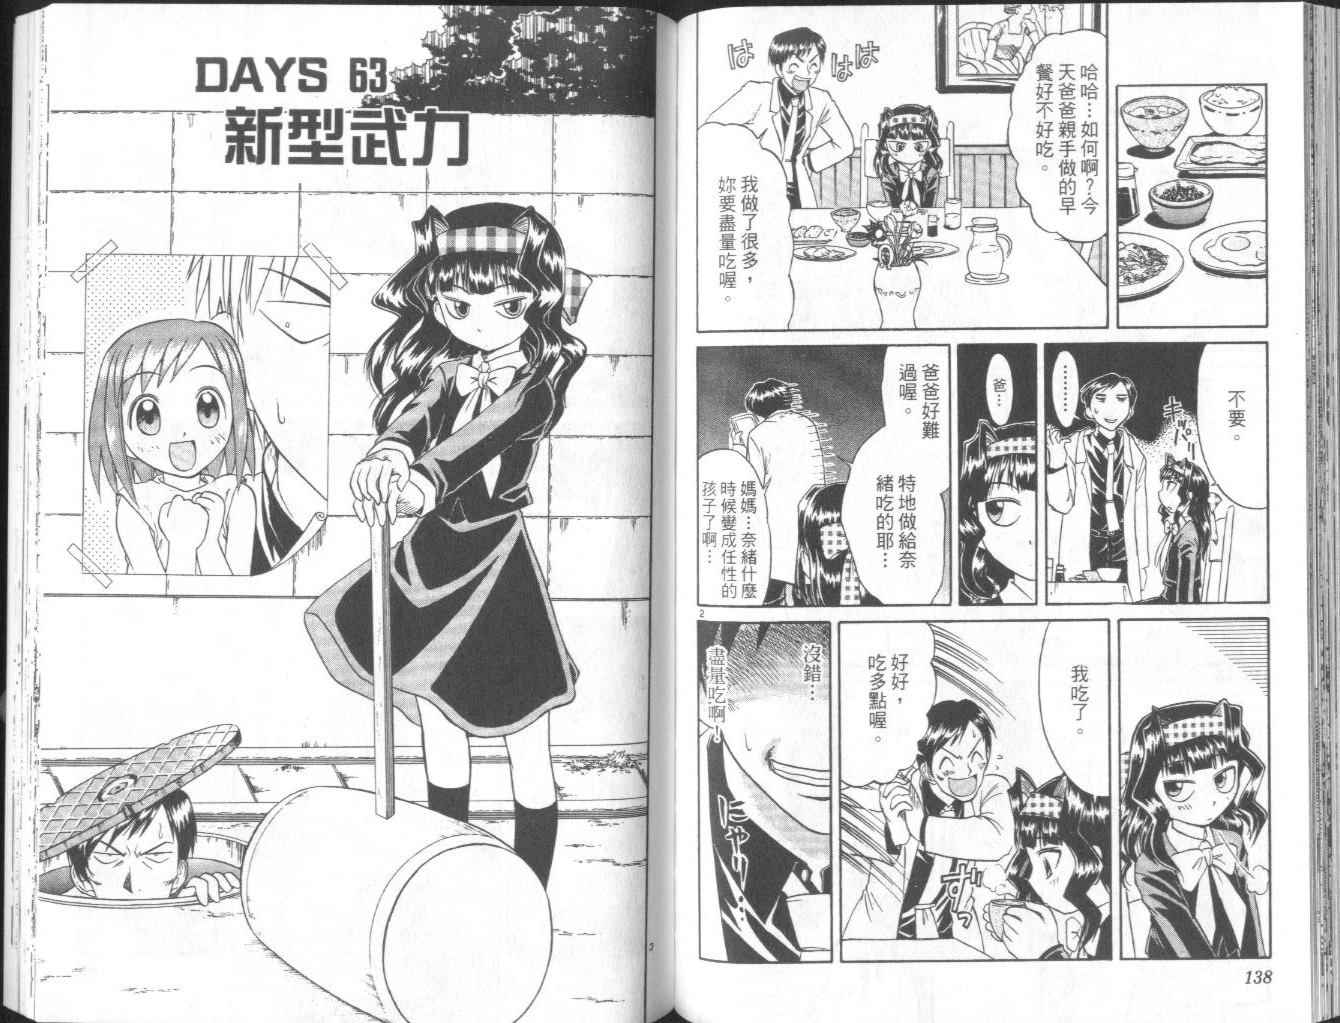 138
哈哈…如何啊?今
天爸爸親手做的早
餐好不好吃。
はははは
我做了很多，
妳要盡量吃喔。
不要。
………
キッパリ
爸…
爸爸好難
過喔。
特地做給奈
緒吃的耶…
媽媽…奈緒什麼
時候變成任性的
孩子了啊…
2
我吃了。
好好，
吃多點喔。
ずずっ
沒錯…
盡量吃啊！
にやり…
DAYS 63
新型武力
2